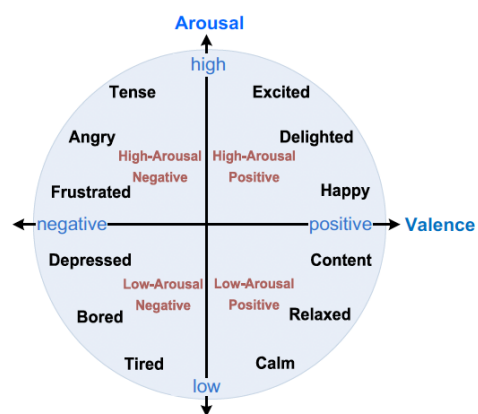 Arousal
high
Tense
Excited
Angry
Delighted
High-Arousal
Negative
High-Arousal
Positive
Frustrated
Happy
negative
positive
Valence
Depressed
Content
Low-Arousal
Negative
Low-Arousal
Positive
Bored
Relaxed
Tired
Calm
low